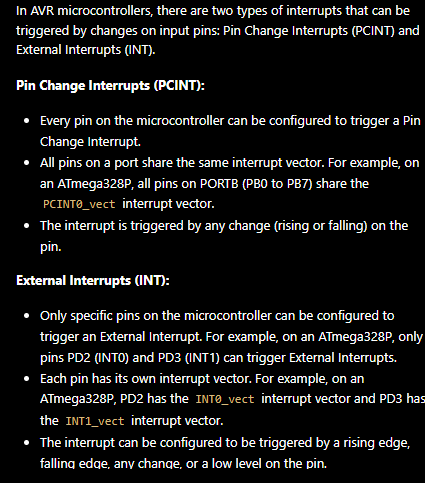 In AVR microcontrollers, there are two types of interrupts that can be
triggered by changes on input pins: Pin Change Interrupts (PCINT) and
External Interrupts (INT).
Pin Change Interrupts (PCINT):
• Every pin on the microcontroller can be configured to trigger a Pin
Change Interrupt.
• All pins on a port share the same interrupt vector. For example, on
an ATmega328P, all pins on PORTB (PB0 to PB7) share the
PCINT0_vect interrupt vector.
• The interrupt is triggered by any change (rising or falling) on the
pin.
External Interrupts (INT):
• Only specific pins on the microcontroller can be configured to
trigger an External Interrupt. For example, on an ATmega328P, only
pins PD2 (INT0) and PD3 (INT1) can trigger External Interrupts.
• Each pin has its own interrupt vector. For example, on an
ATmega328P, PD2 has the INT0_vect interrupt vector and PD3 has
the INT1_vect interrupt vector.
• The interrupt can be configured to be triggered by a rising edge,
falling edge, any change, or a low level on the pin.